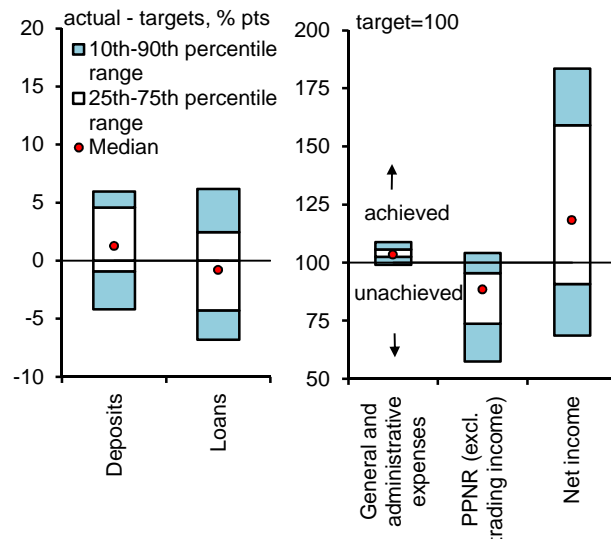 actual - targets, % pts
20
15
10
5
0
-5
-10
10th-90th percentile
range
25th-75th percentile
range
Median
Deposits
Loans
target=100
200
175
150
125
100
75
50
achieved
unachieved
General and
administrative
expenses
PPNR (excl.
trading income)
Net income